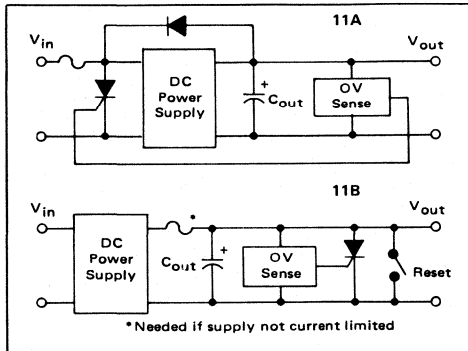 11A
Vin
Vout
DC
Power
Supply
+
Cout
OV
Sense
11B
Vin
Vout
*
DC
Power
Supply
+
Cout
OV
Sense
Reset
*Needed if supply not current limited